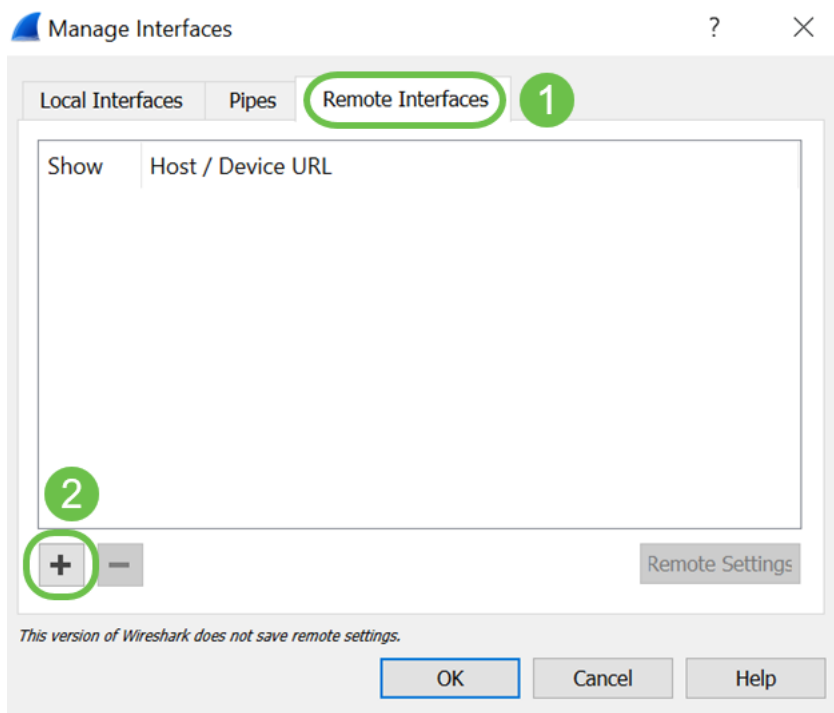 Manage Interfaces ? ×
Local Interfaces Pipes Remote Interfaces 1
Show Host / Device URL
2
+ −
Remote Settings
This version of Wireshark does not save remote settings.
OK Cancel Help